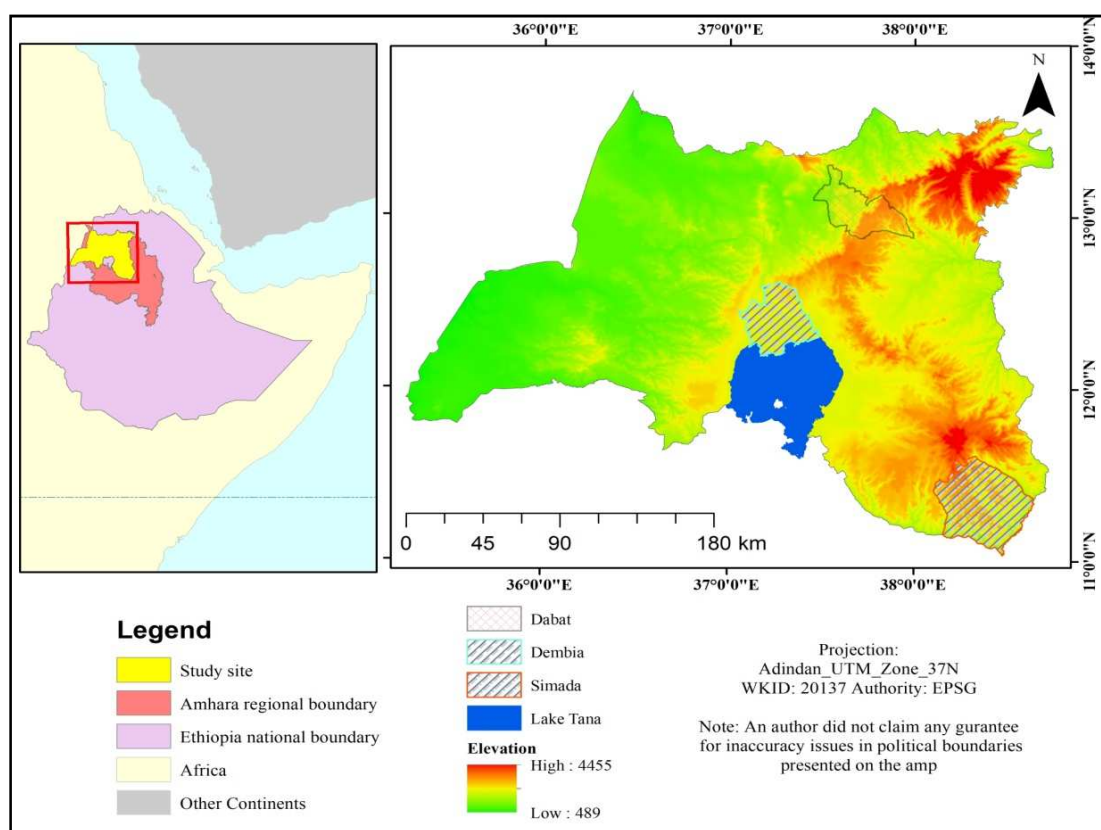 36°0'0"E 37°0'0"E 38°0'0"E
N
14°0'0"N
13°0'0"N
12°0'0"N
11°0'0"N
0 45 90 180 km
36°0'0"E 37°0'0"E 38°0'0"E
Legend
Study site
Amhara regional boundary
Ethiopia national boundary
Africa
Other Continents
Dabat
Dembia
Simada
Lake Tana
Elevation
High : 4455
Low : 489
Projection:
Adindan_UTM_Zone_37N
WKID: 20137 Authority: EPSG
Note: An author did not claim any gurantee
for inaccuracy issues in political boundaries
presented on the amp